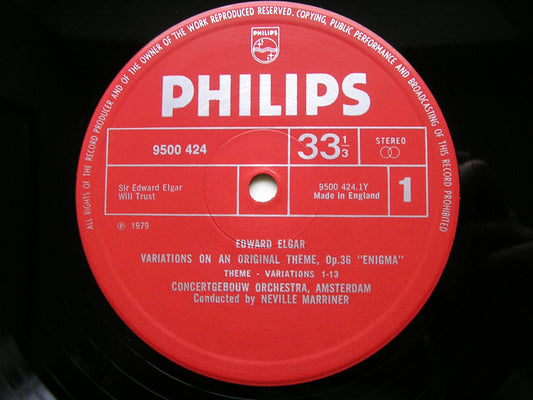 ALL RIGHTS OF THE RECORD PRODUCER AND OF THE OWNER OF THE WORK REPRODUCED RESERVED. COPYING, PUBLIC PERFORMANCE AND BROADCASTING OF THIS RECORD PROHIBITED
PHILIPS
PHILIPS
9500 424
33 1/3
STEREO
Sir Edward Elgar
Will Trust
9500 424.1Y
Made in England
1
℗ 1979
EDWARD ELGAR
VARIATIONS ON AN ORIGINAL THEME, Op.36 "ENIGMA"
THEME - VARIATIONS 1-13
CONCERTGEBOUW ORCHESTRA, AMSTERDAM
Conducted by NEVILLE MARRINER